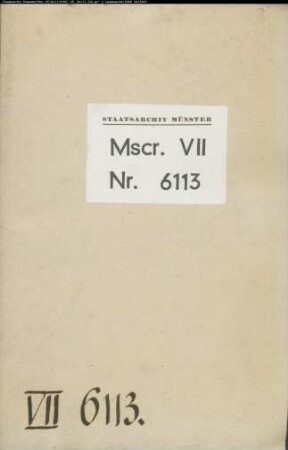 STAATSARCHIV MÜNSTER
Mscr. VII
Nr. 6113
VII 6113.